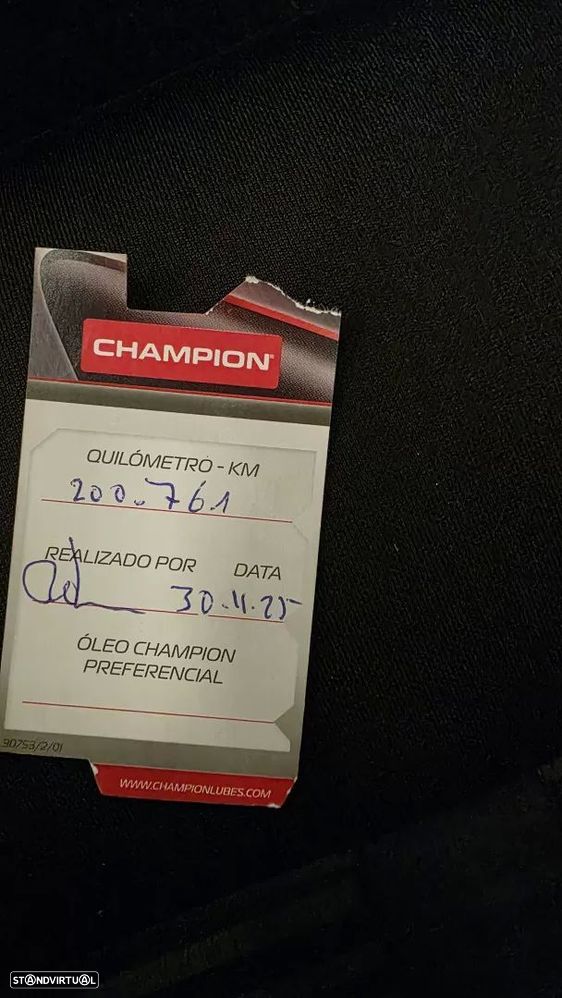 CHAMPION®
QUILÓMETRO - KM
200.761
REALIZADO POR DATA
30.11.25
ÓLEO CHAMPION
PREFERENCIAL
90753/2/01
WWW.CHAMPIONLUBES.COM
STANDVIRTUAL